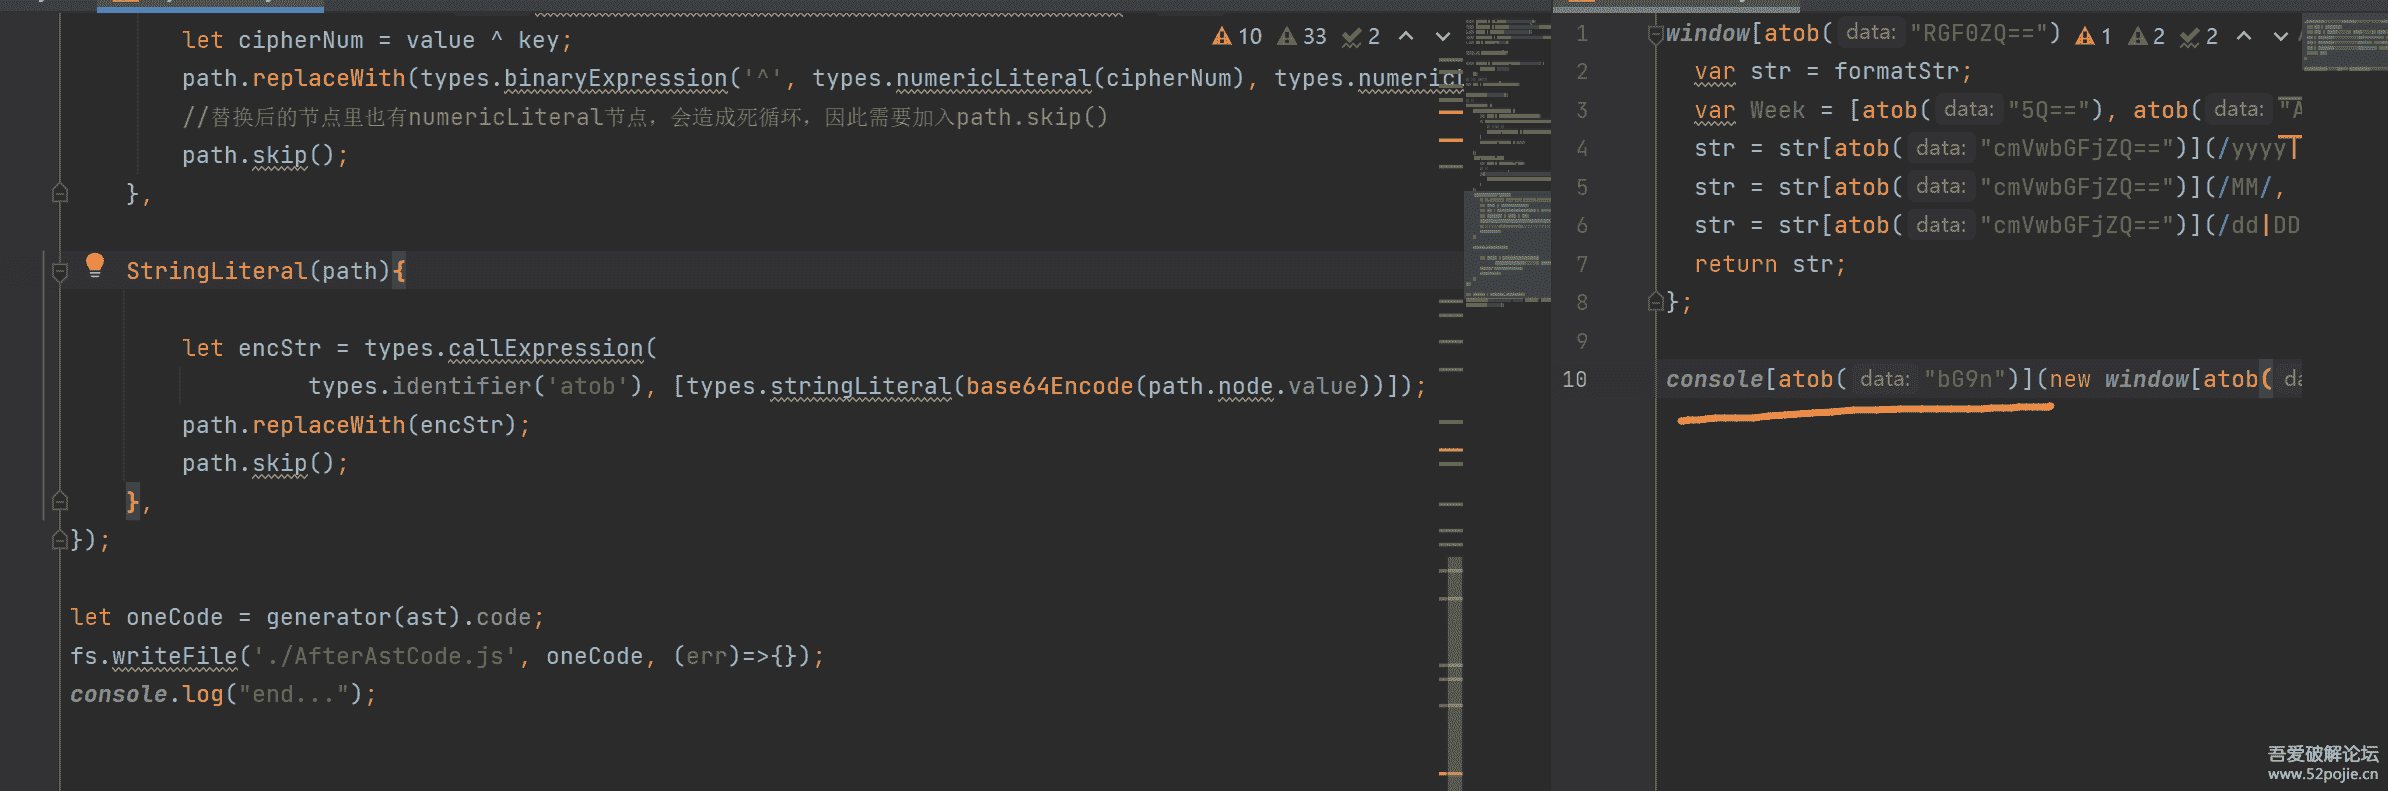 let cipherNum = value ^ key;
10 33 2
path.replaceWith(types.binaryExpression('^', types.numericLiteral(cipherNum), types.numericl
//替换后的节点里也有numericLiteral节点，会造成死循环，因此需要加入path.skip()
path.skip();
},
StringLiteral(path){
let encStr = types.callExpression(
types.identifier('atob'), [types.stringLiteral(base64Encode(path.node.value))]);
path.replaceWith(encStr);
path.skip();
},
});
let oneCode = generator(ast).code;
fs.writeFile('./AfterAstCode.js', oneCode, (err)=>{});
console.log("end...");
1 window[atob( data: "RGF0ZQ==") 1 2 2
2 var str = formatStr;
3 var Week = [atob( data: "5Q=="), atob( data: "A
4 str = str[atob( data: "cmVwbGFjZQ==")](/yyyy|
5 str = str[atob( data: "cmVwbGFjZQ==")](/MM/,
6 str = str[atob( data: "cmVwbGFjZQ==")](/dd|DD
7 return str;
8 };
9
10 console[atob( data: "bG9n")](new window[atob( da
吾爱破解论坛
www.52pojie.cn